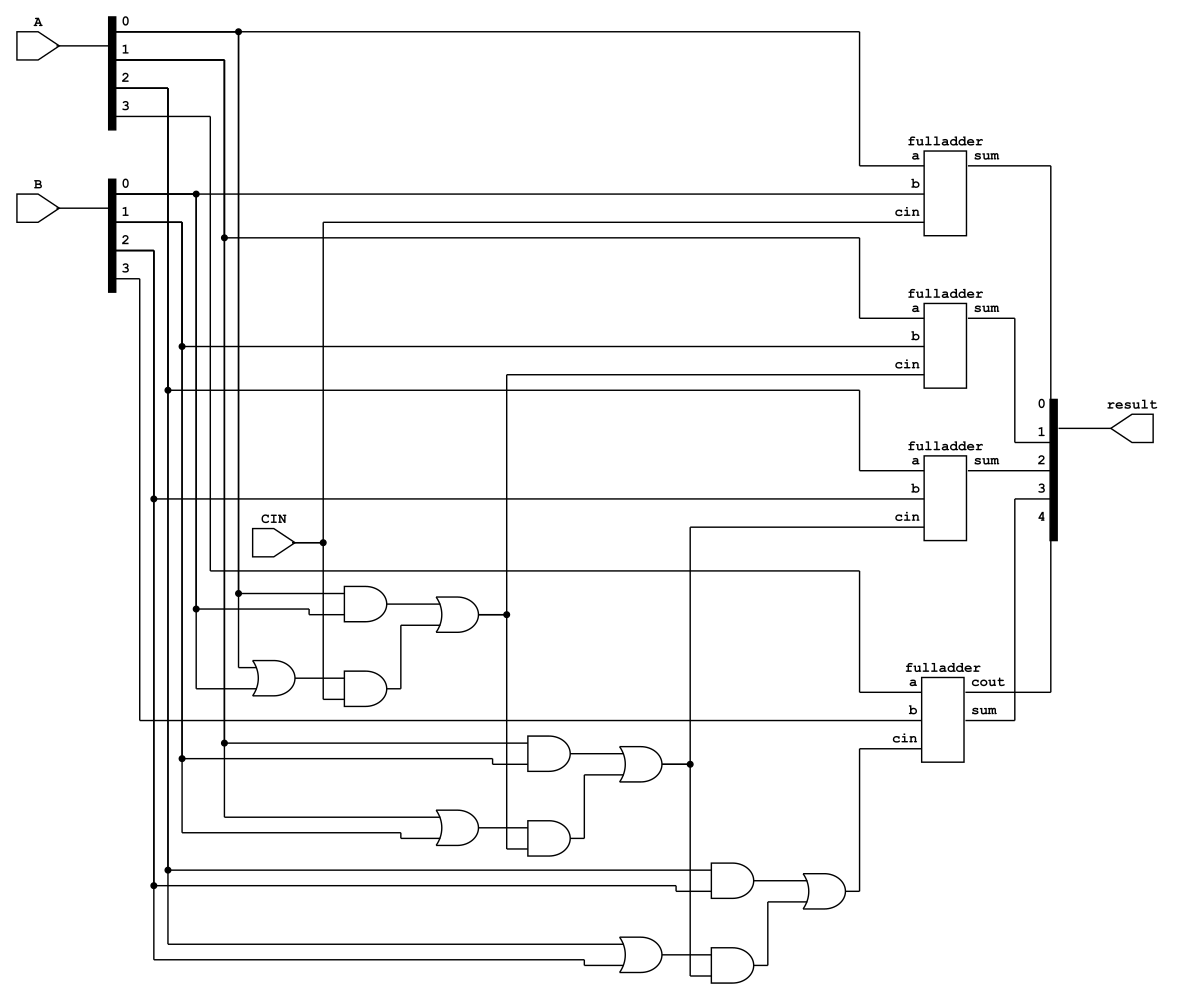 A
0
1
2
3
B
0
1
2
3
fulladder
a sum
b
cin
fulladder
a sum
b
cin
fulladder
a sum
b
cin
0
1
2
3
4
result
CIN
fulladder
a cout
b sum
cin